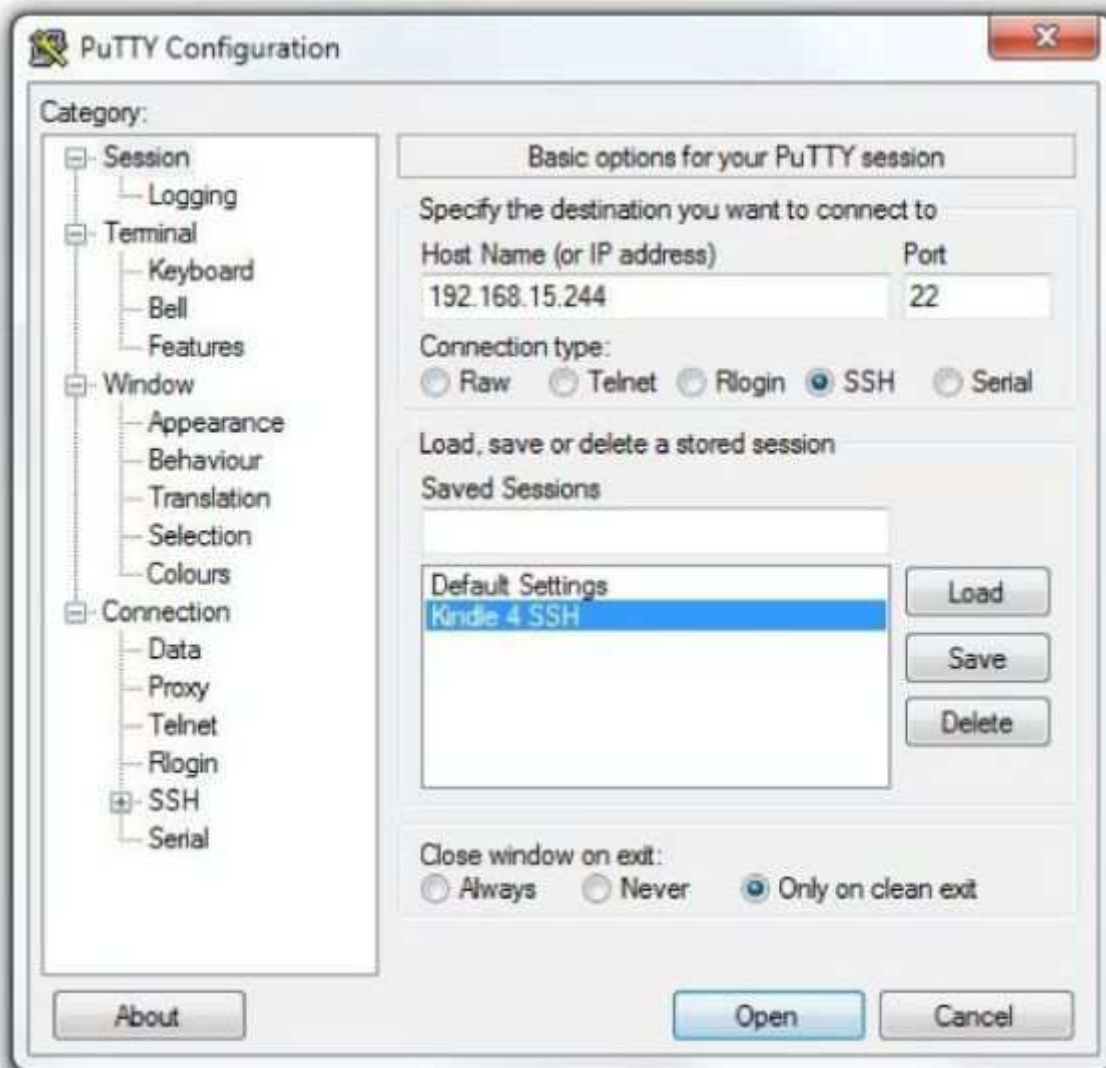 PuTTY Configuration
Category:
Session
Logging
Terminal
Keyboard
Bell
Features
Window
Appearance
Behaviour
Translation
Selection
Colours
Connection
Data
Proxy
Telnet
Rlogin
SSH
Serial
Basic options for your PuTTY session
Specify the destination you want to connect to
Host Name (or IP address) Port
192.168.15.244 22
Connection type:
Raw Telnet Rlogin SSH Serial
Load, save or delete a stored session
Saved Sessions
Default Settings
Kindle 4 SSH
Load
Save
Delete
Close window on exit:
Always Never Only on clean exit
About Open Cancel